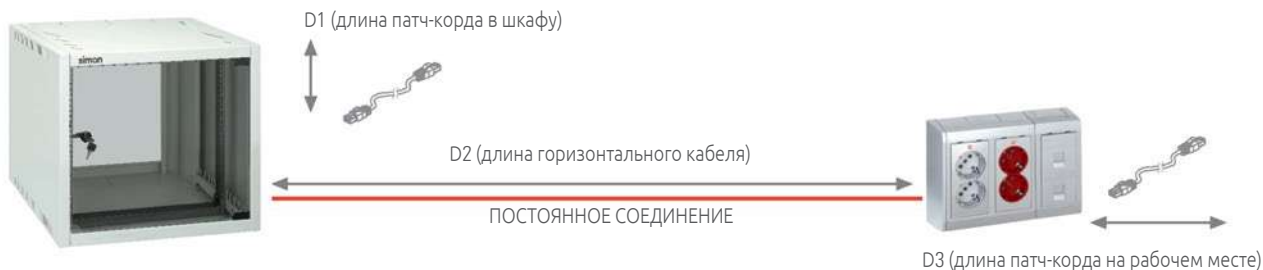 D1 (длина патч-корда в шкафу)
simon
D2 (длина горизонтального кабеля)
ПОСТОЯННОЕ СОЕДИНЕНИЕ
D3 (длина патч-корда на рабочем месте)